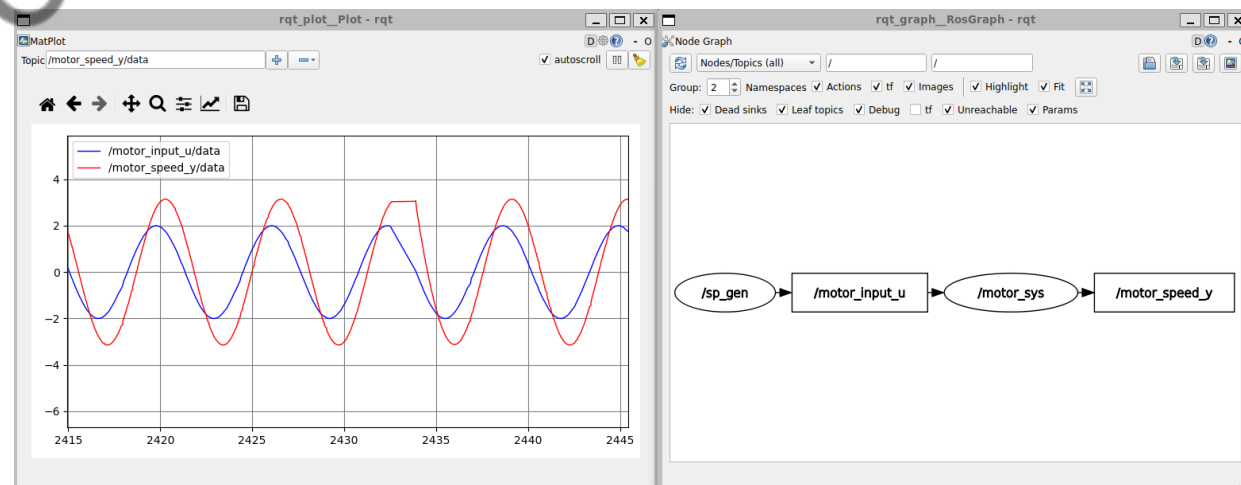 rqt_plot__Plot - rqt
MatPlot
D
- O
Topic /motor_speed_y/data
autoscroll
/motor_input_u/data
/motor_speed_y/data
4
2
0
−2
−4
−6
2415 2420 2425 2430 2435 2440 2445
rqt_graph__RosGraph - rqt
Node Graph
D
-
Nodes/Topics (all) / /
Group: 2 Namespaces Actions tf Images Highlight Fit
Hide: Dead sinks Leaf topics Debug tf Unreachable Params
/sp_gen /motor_input_u /motor_sys /motor_speed_y